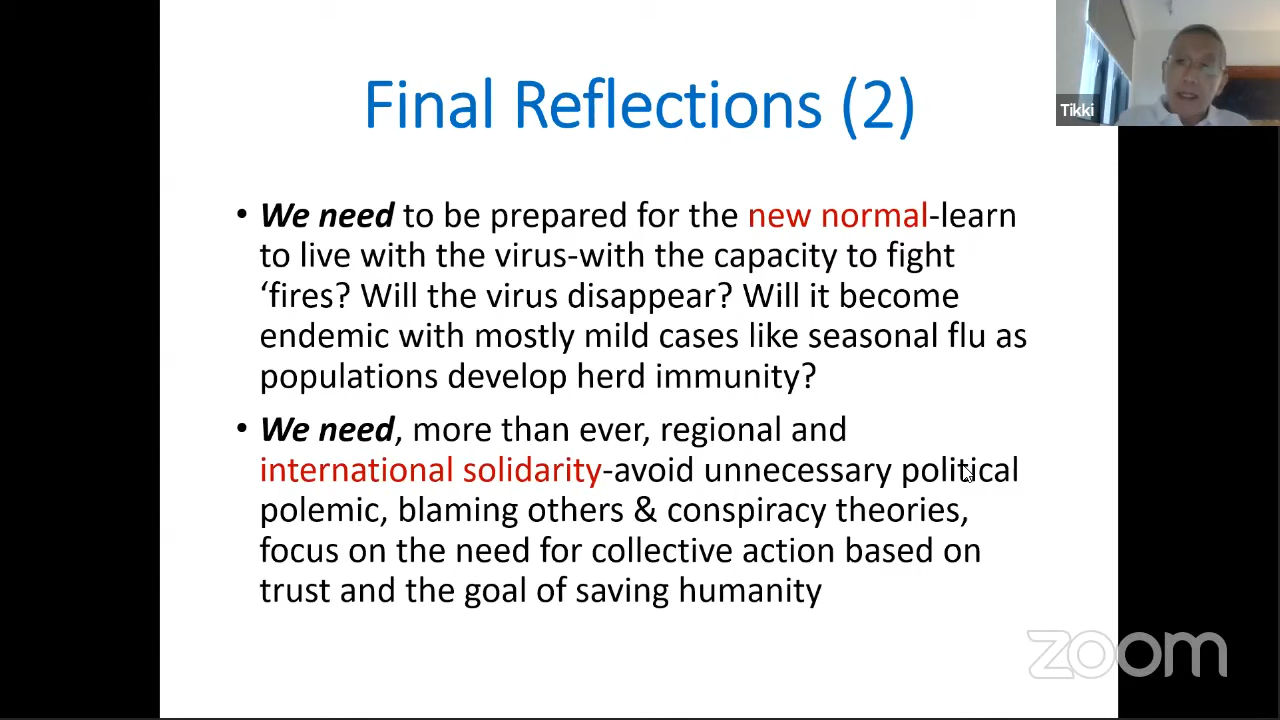 Final Reflections (2)
Tikki
• We need to be prepared for the new normal-learn
to live with the virus-with the capacity to fight
‘fires? Will the virus disappear? Will it become
endemic with mostly mild cases like seasonal flu as
populations develop herd immunity?
• We need, more than ever, regional and
international solidarity-avoid unnecessary political
polemic, blaming others & conspiracy theories,
focus on the need for collective action based on
trust and the goal of saving humanity
zoom